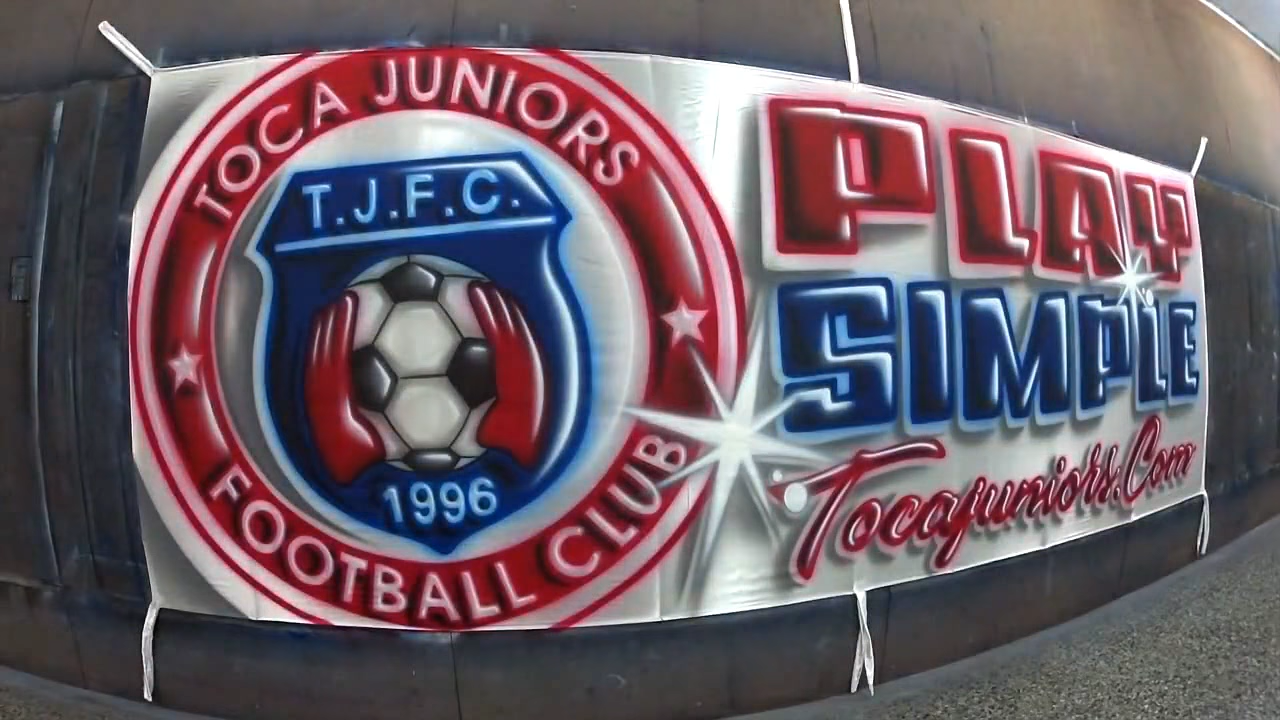 TOCA JUNIORS
T.J.F.C.
1996
FOOTBALL CLUB
PLAY
SIMPLE
Tocajuniors.Com